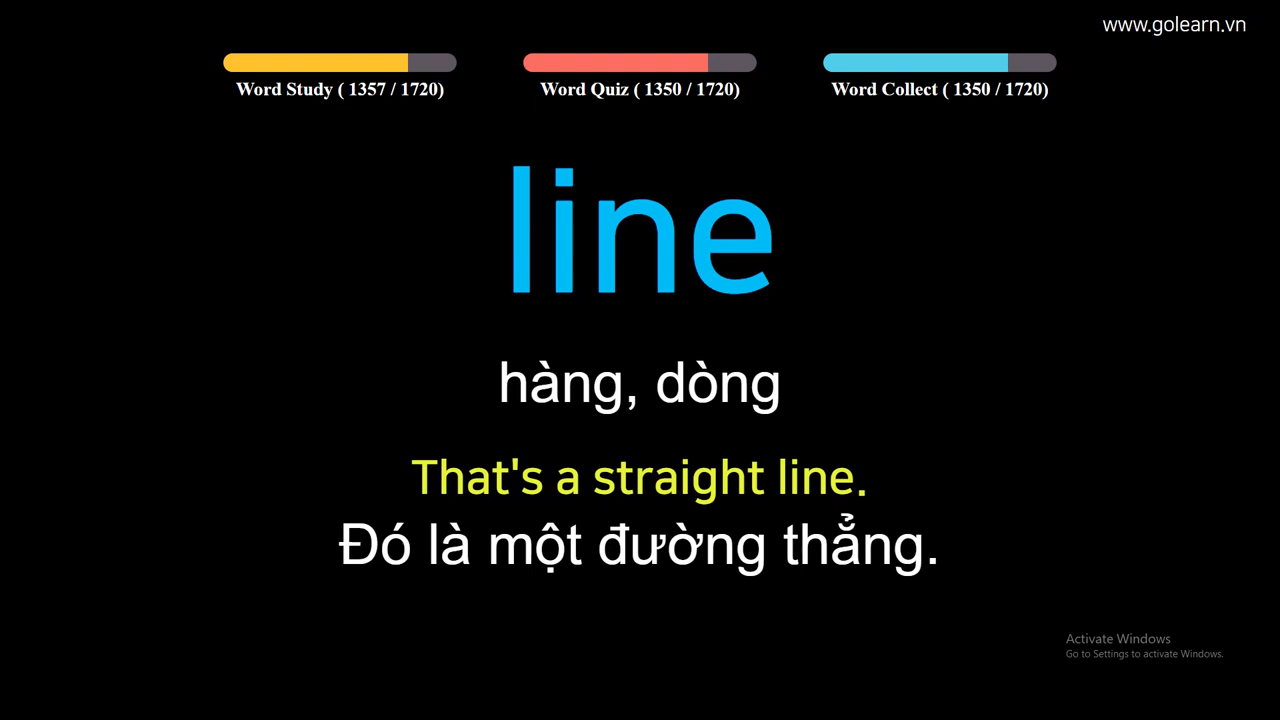 www.golearn.vn
Word Study ( 1357 / 1720)
Word Quiz ( 1350 / 1720)
Word Collect ( 1350 / 1720)
line
hàng, dòng
That's a straight line.
Đó là một đường thẳng.
Activate Windows
Go to Settings to activate Windows.